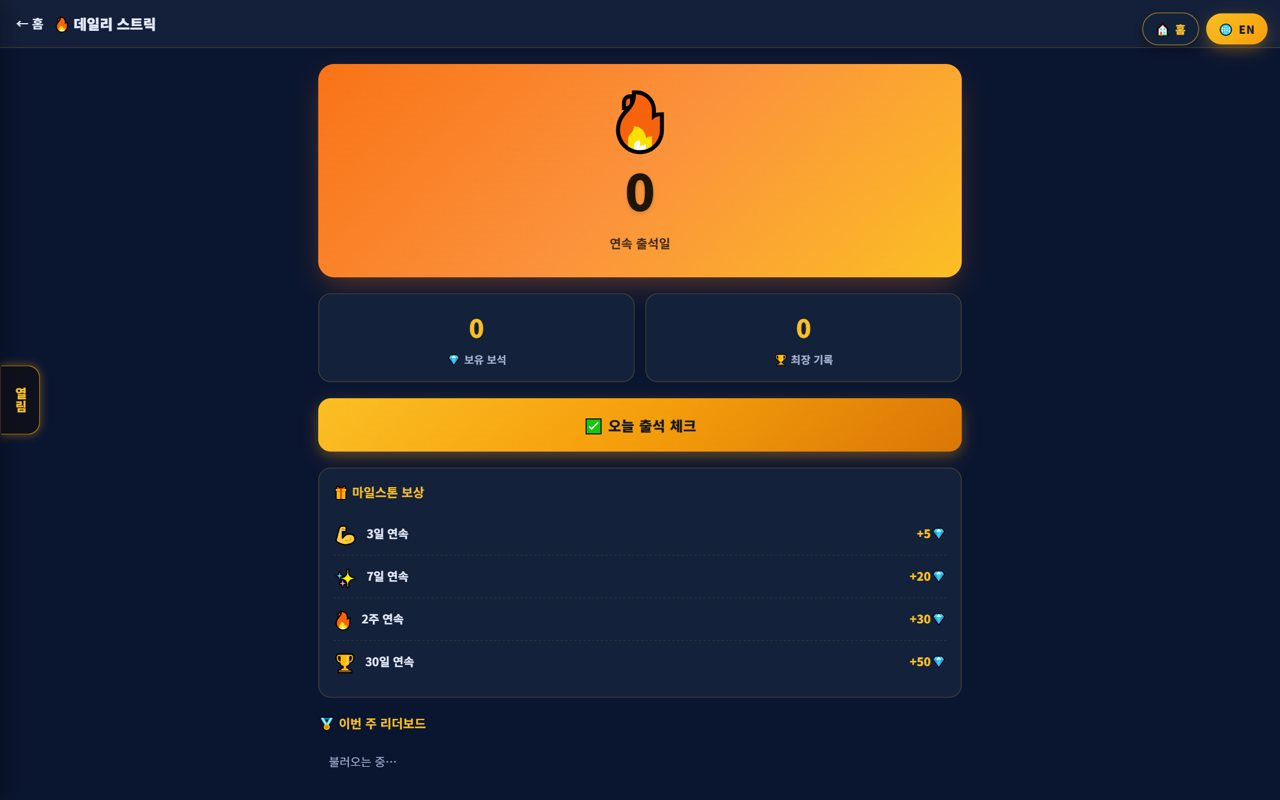 ← 홈 🔥 데일리 스트릭
🏠 홈
🌐 EN
0
연속 출석일
0
💎 보유 보석
0
🏆 최장 기록
열림
✅ 오늘 출석 체크
🎁 마일스톤 보상
💪 3일 연속 +5 💎
✨ 7일 연속 +20 💎
🔥 2주 연속 +30 💎
🏆 30일 연속 +50 💎
🏅 이번 주 리더보드
불러오는 중…